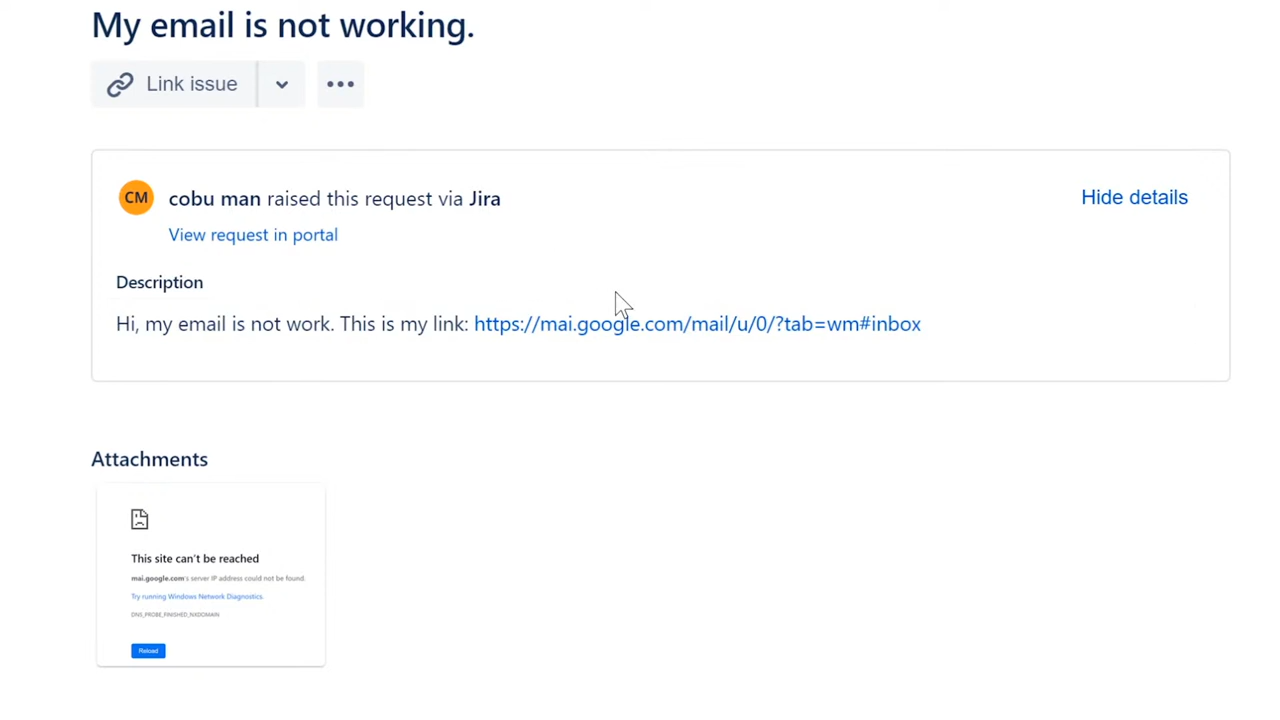 My email is not working.
Link issue
CM
cobu man raised this request via Jira
Hide details
View request in portal
Description
Hi, my email is not work. This is my link: https://mai.google.com/mail/u/0/?tab=wm#inbox
Attachments
This site can't be reached
mai.google.com's server IP address could not be found.
Try running Windows Network Diagnostics.
DNS_PROBE_FINISHED_NXDOMAIN
Reload